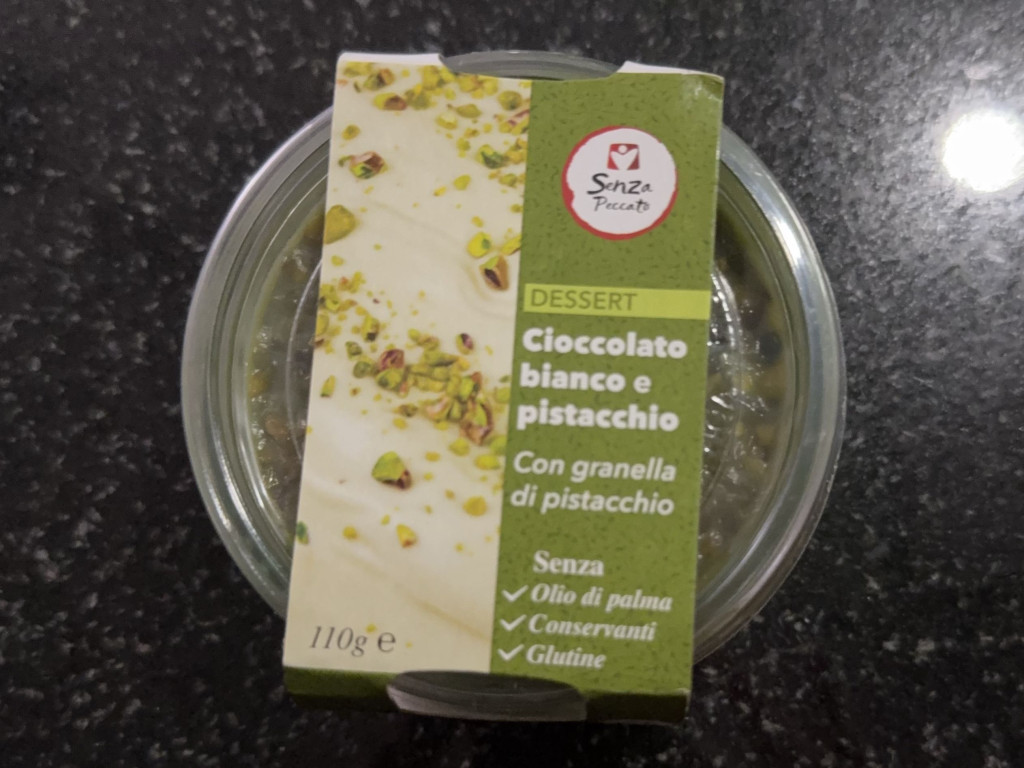 Senza
Peccato
DESSERT
Cioccolato
bianco e
pistacchio
Con granella
di pistacchio
Senza
Olio di palma
Conservanti
Glutine
110g e